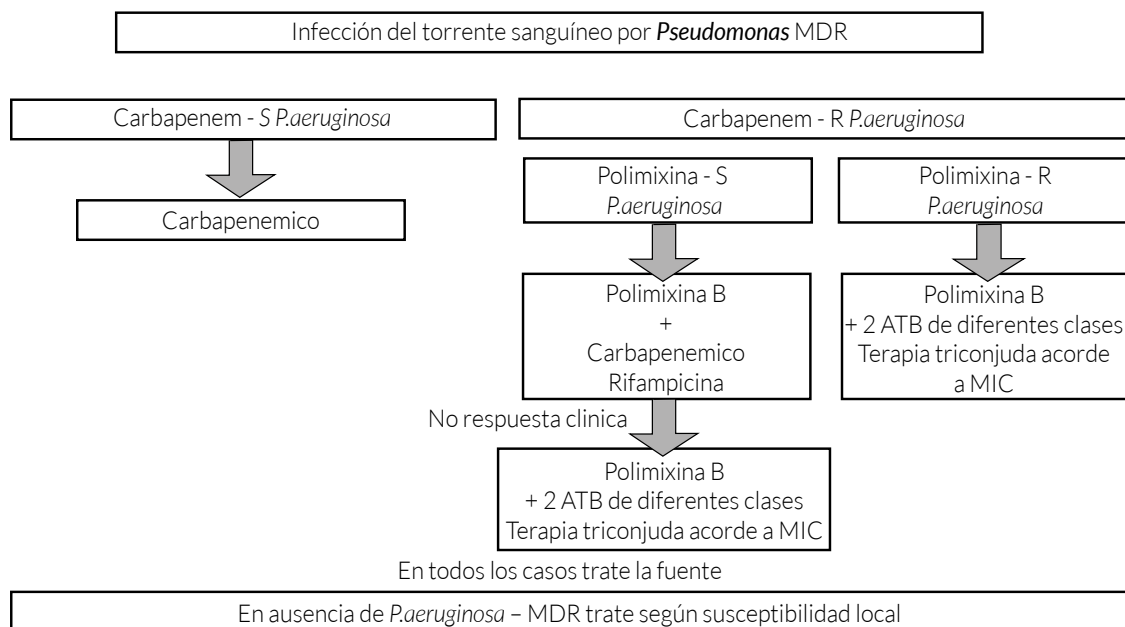 Infección del torrente sanguíneo por Pseudomonas MDR
Carbapenem - S P.aeruginosa
Carbapenemico
Carbapenem - R P.aeruginosa
Polimixina - S
P.aeruginosa
Polimixina B
+
Carbapenemico
Rifampicina
No respuesta clinica
Polimixina B
+ 2 ATB de diferentes clases
Terapia triconjuda acorde a MIC
Polimixina - R
P.aeruginosa
Polimixina B
+ 2 ATB de diferentes clases
Terapia triconjuda acorde
a MIC
En todos los casos trate la fuente
En ausencia de P.aeruginosa – MDR trate según susceptibilidad local